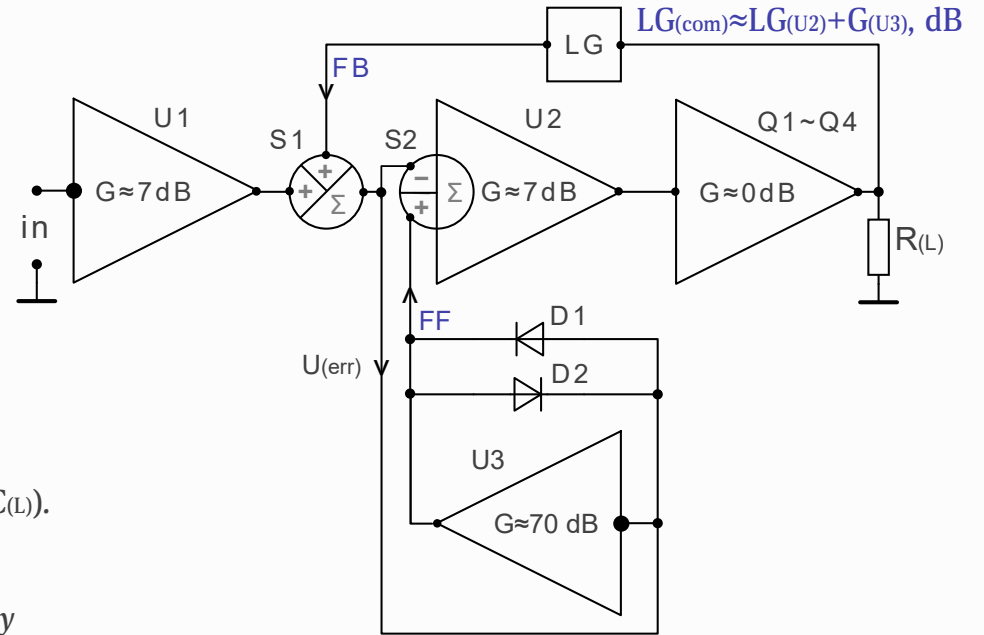 LG(com)≈LG(U2)+G(U3), dB
LG
FB
U1
S1
S2
U2
Q1~Q4
+
+
Σ
−
+
Σ
G≈7dB
G≈7dB
G≈0dB
in
R(L)
FF
D1
U(err)
D2
U3
G≈70 dB
C(L)).
y